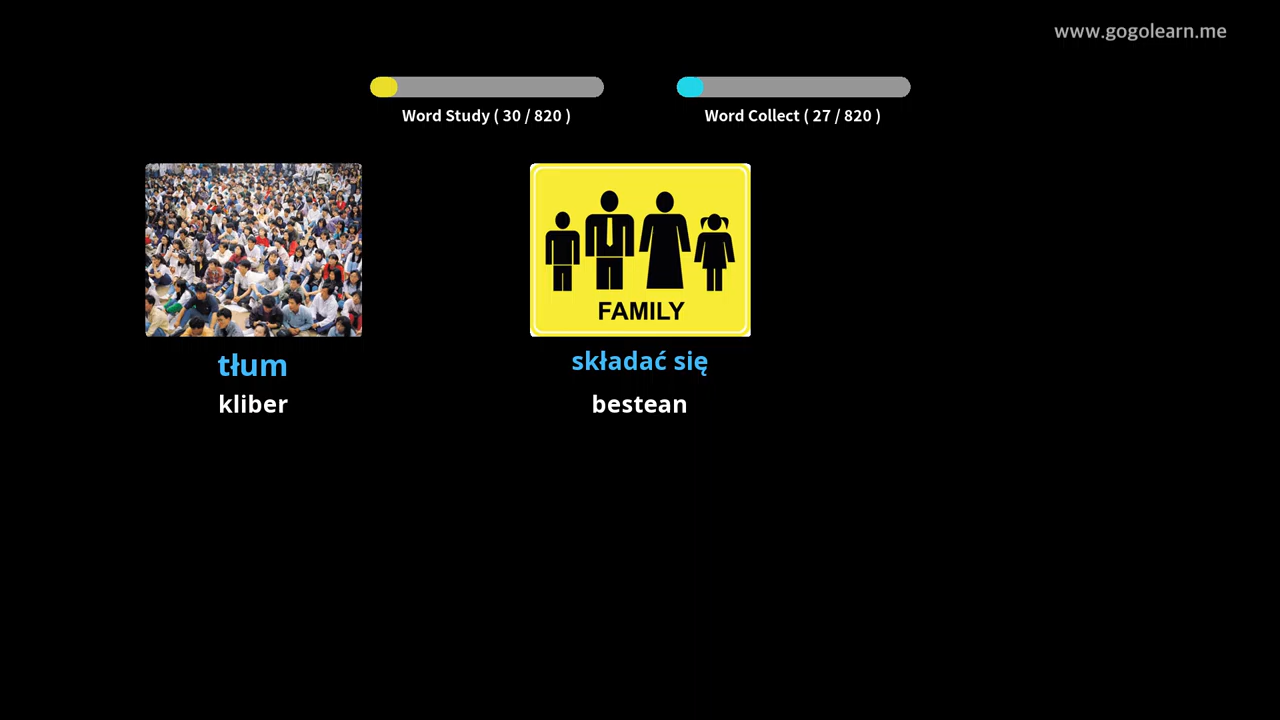 www.gogolearn.me
Word Study ( 30 / 820 )
Word Collect ( 27 / 820 )
FAMILY
tłum
składać się
kliber
bestean